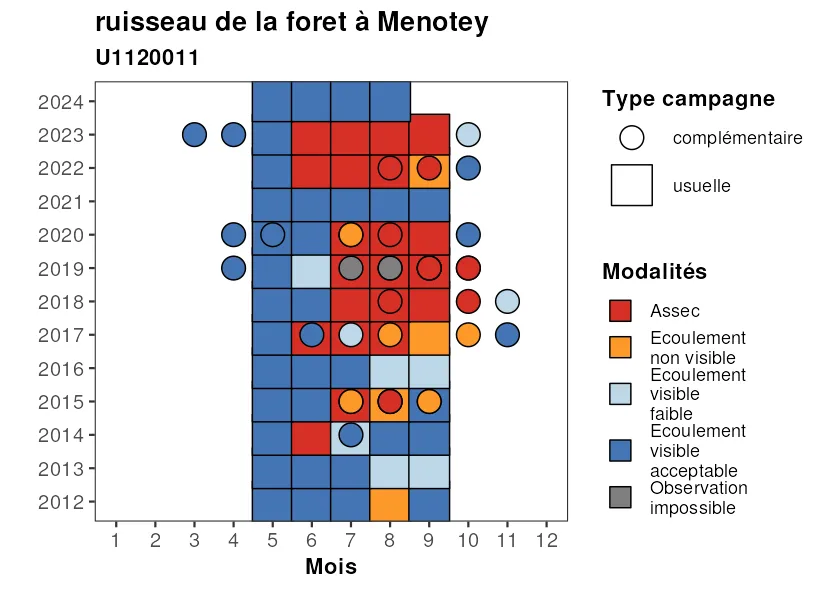 ruisseau de la foret à Menotey
U1120011
2024
2023
2022
2021
2020
2019
2018
2017
2016
2015
2014
2013
2012
1 2 3 4 5 6 7 8 9 10 11 12
Mois
Type campagne
complémentaire
usuelle
Modalités
Assec
Ecoulement
non visible
Ecoulement
visible
faible
Ecoulement
visible
acceptable
Observation
impossible